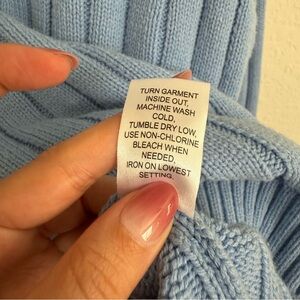 TURN GARMENT
INSIDE OUT,
MACHINE WASH
COLD,
TUMBLE DRY LOW,
USE NON-CHLORINE
BLEACH WHEN
NEEDED,
IRON ON LOWEST
SETTING.